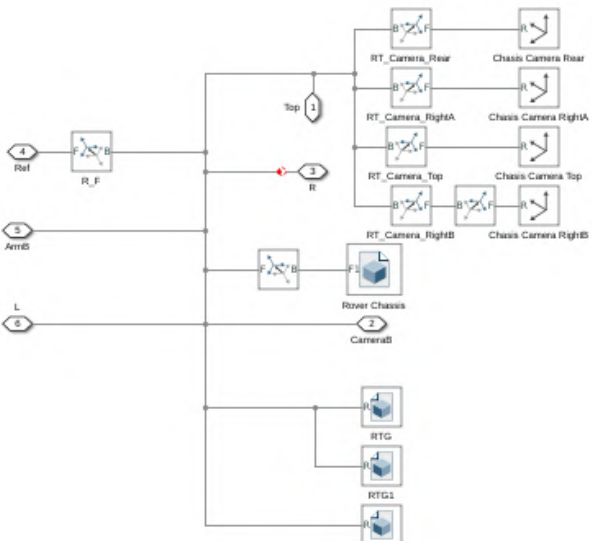 B F R
RT_Camera_Rear Chasis Camera Rear
B F R
Top 1
RT_Camera_RightA Chasis Camera RightA
4 F B B F R
Ref R_F RT_Camera_Top Chasis Camera Top
3
R
B F B F R
RT_Camera_RightB Chasis Camera RightB
5
ArmB
F B F1
Rover Chassis
L
6 2
CameraB
R
RTG
R
RTG1
R